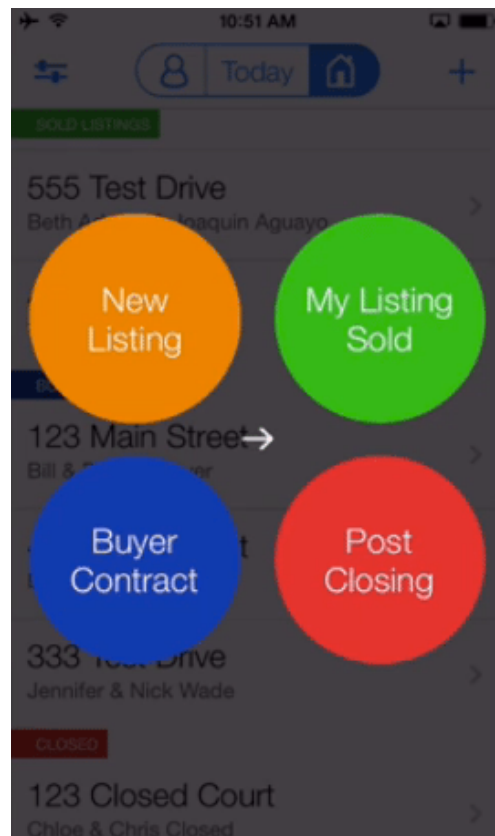 10:51 AM
Today
SOLD LISTINGS
555 Test Drive
Beth Joaquin Aguayo
New
Listing
My Listing
Sold
123 Main Street
Bill &
Buyer
Contract
Post
Closing
333 Drive
Jennifer & Nick Wade
CLOSED
123 Closed Court
Chloe & Chris Closed